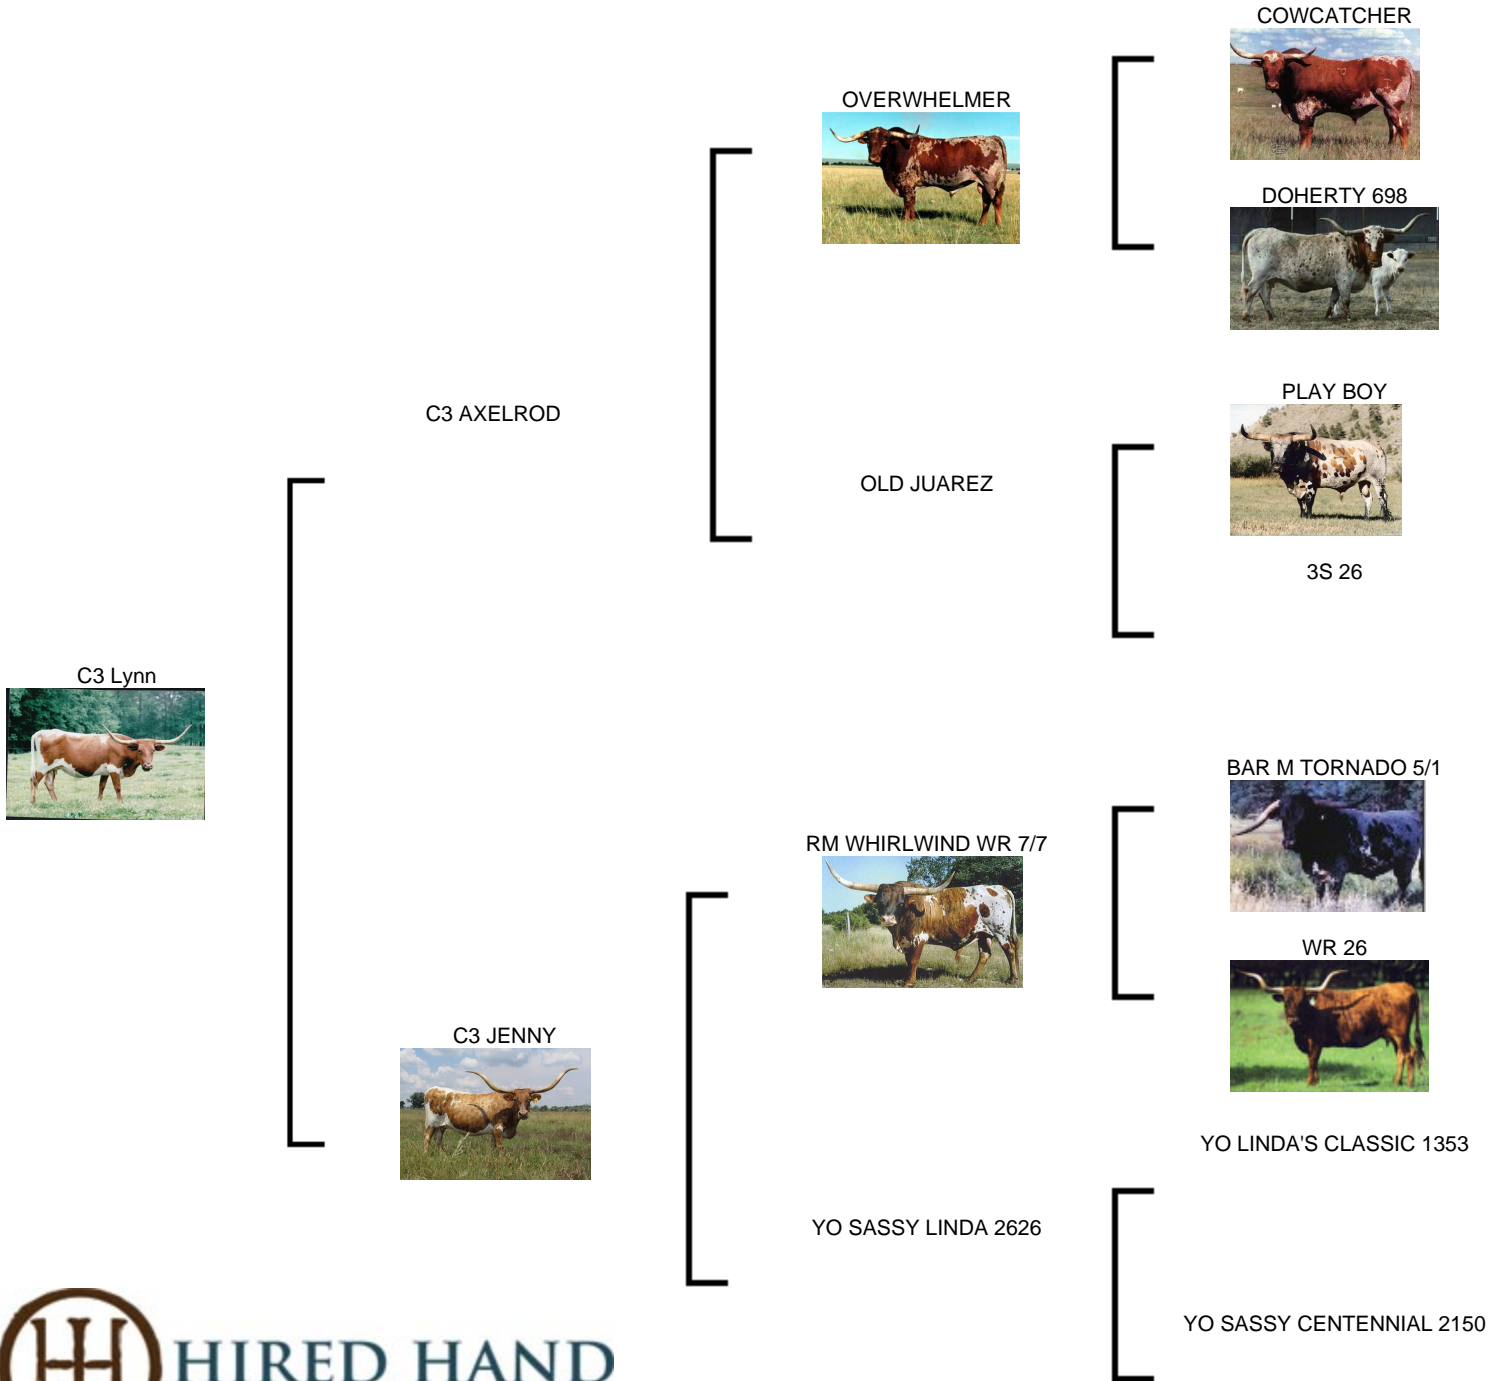 COWCATCHER
OVERWHELMER
DOHERTY 698
C3 AXELROD
PLAY BOY
OLD JUAREZ
3S 26
C3 Lynn
BAR M TORNADO 5/1
RM WHIRLWIND WR 7/7
WR 26
C3 JENNY
YO LINDA'S CLASSIC 1353
YO SASSY LINDA 2626
YO SASSY CENTENNIAL 2150
HIRED HAND